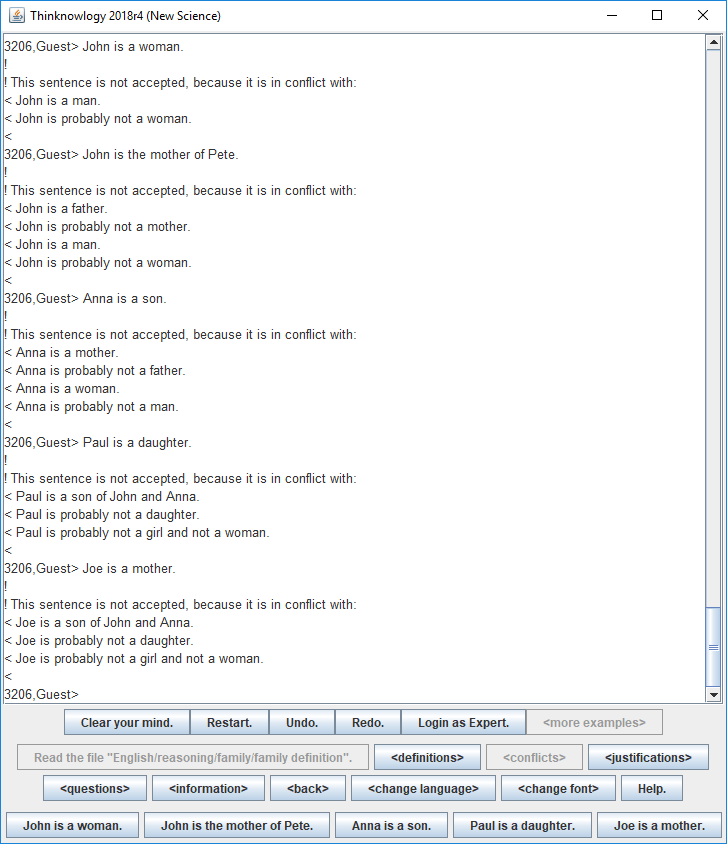 Thinknowlogy 2018r4 (New Science)
3206,Guest> John is a woman.
!
! This sentence is not accepted, because it is in conflict with:
< John is a man.
< John is probably not a woman.
<
3206,Guest> John is the mother of Pete.
!
! This sentence is not accepted, because it is in conflict with:
< John is a father.
< John is probably not a mother.
< John is a man.
< John is probably not a woman.
<
3206,Guest> Anna is a son.
!
! This sentence is not accepted, because it is in conflict with:
< Anna is a mother.
< Anna is probably not a father.
< Anna is a woman.
< Anna is probably not a man.
<
3206,Guest> Paul is a daughter.
!
! This sentence is not accepted, because it is in conflict with:
< Paul is a son of John and Anna.
< Paul is probably not a daughter.
< Paul is probably not a girl and not a woman.
<
3206,Guest> Joe is a mother.
!
! This sentence is not accepted, because it is in conflict with:
< Joe is a son of John and Anna.
< Joe is probably not a daughter.
< Joe is probably not a girl and not a woman.
<
3206,Guest>
Clear your mind. Restart. Undo. Redo. Login as Expert. <more examples>
Read the file "English/reasoning/family/family definition". <definitions> <conflicts> <justifications>
<questions> <information> <back> <change language> <change font> Help.
John is a woman. John is the mother of Pete. Anna is a son. Paul is a daughter. Joe is a mother.